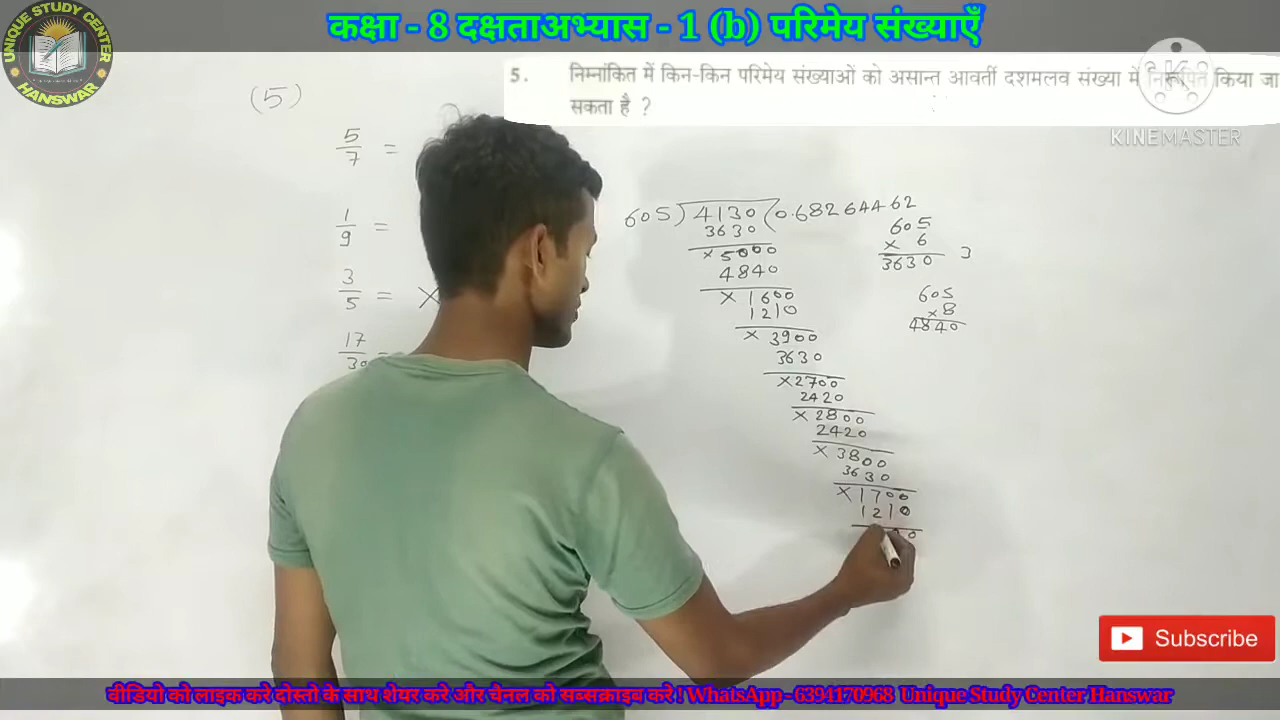 कक्षा - 8 दक्षताअभ्यास - 1 (b) परिमेय संख्याएँ
UNIQUE STUDY CENTER
HANSWAR
5. निम्नांकित में किन-किन परिमेय संख्याओं को असान्त आवर्ती दशमलव संख्या में किया जा
सकता है ?
KINEMASTER
(5)
5/7 =
1/9 =
3/5 = ×
17/30 =
605)4130(0.68264462
3630
×5000
4840
×1600
1210
×3900
3630
×2700
2420
×2800
2420
×3800
3630
×1700
1210
605
× 6
3630 3
605
×8
4840
Subscribe
वीडियो को लाइक करे दोस्तो के साथ शेयर करे और चैनल को सब्सक्राइब करे ! WhatsApp - 6394170968 Unique Study Center Hanswar